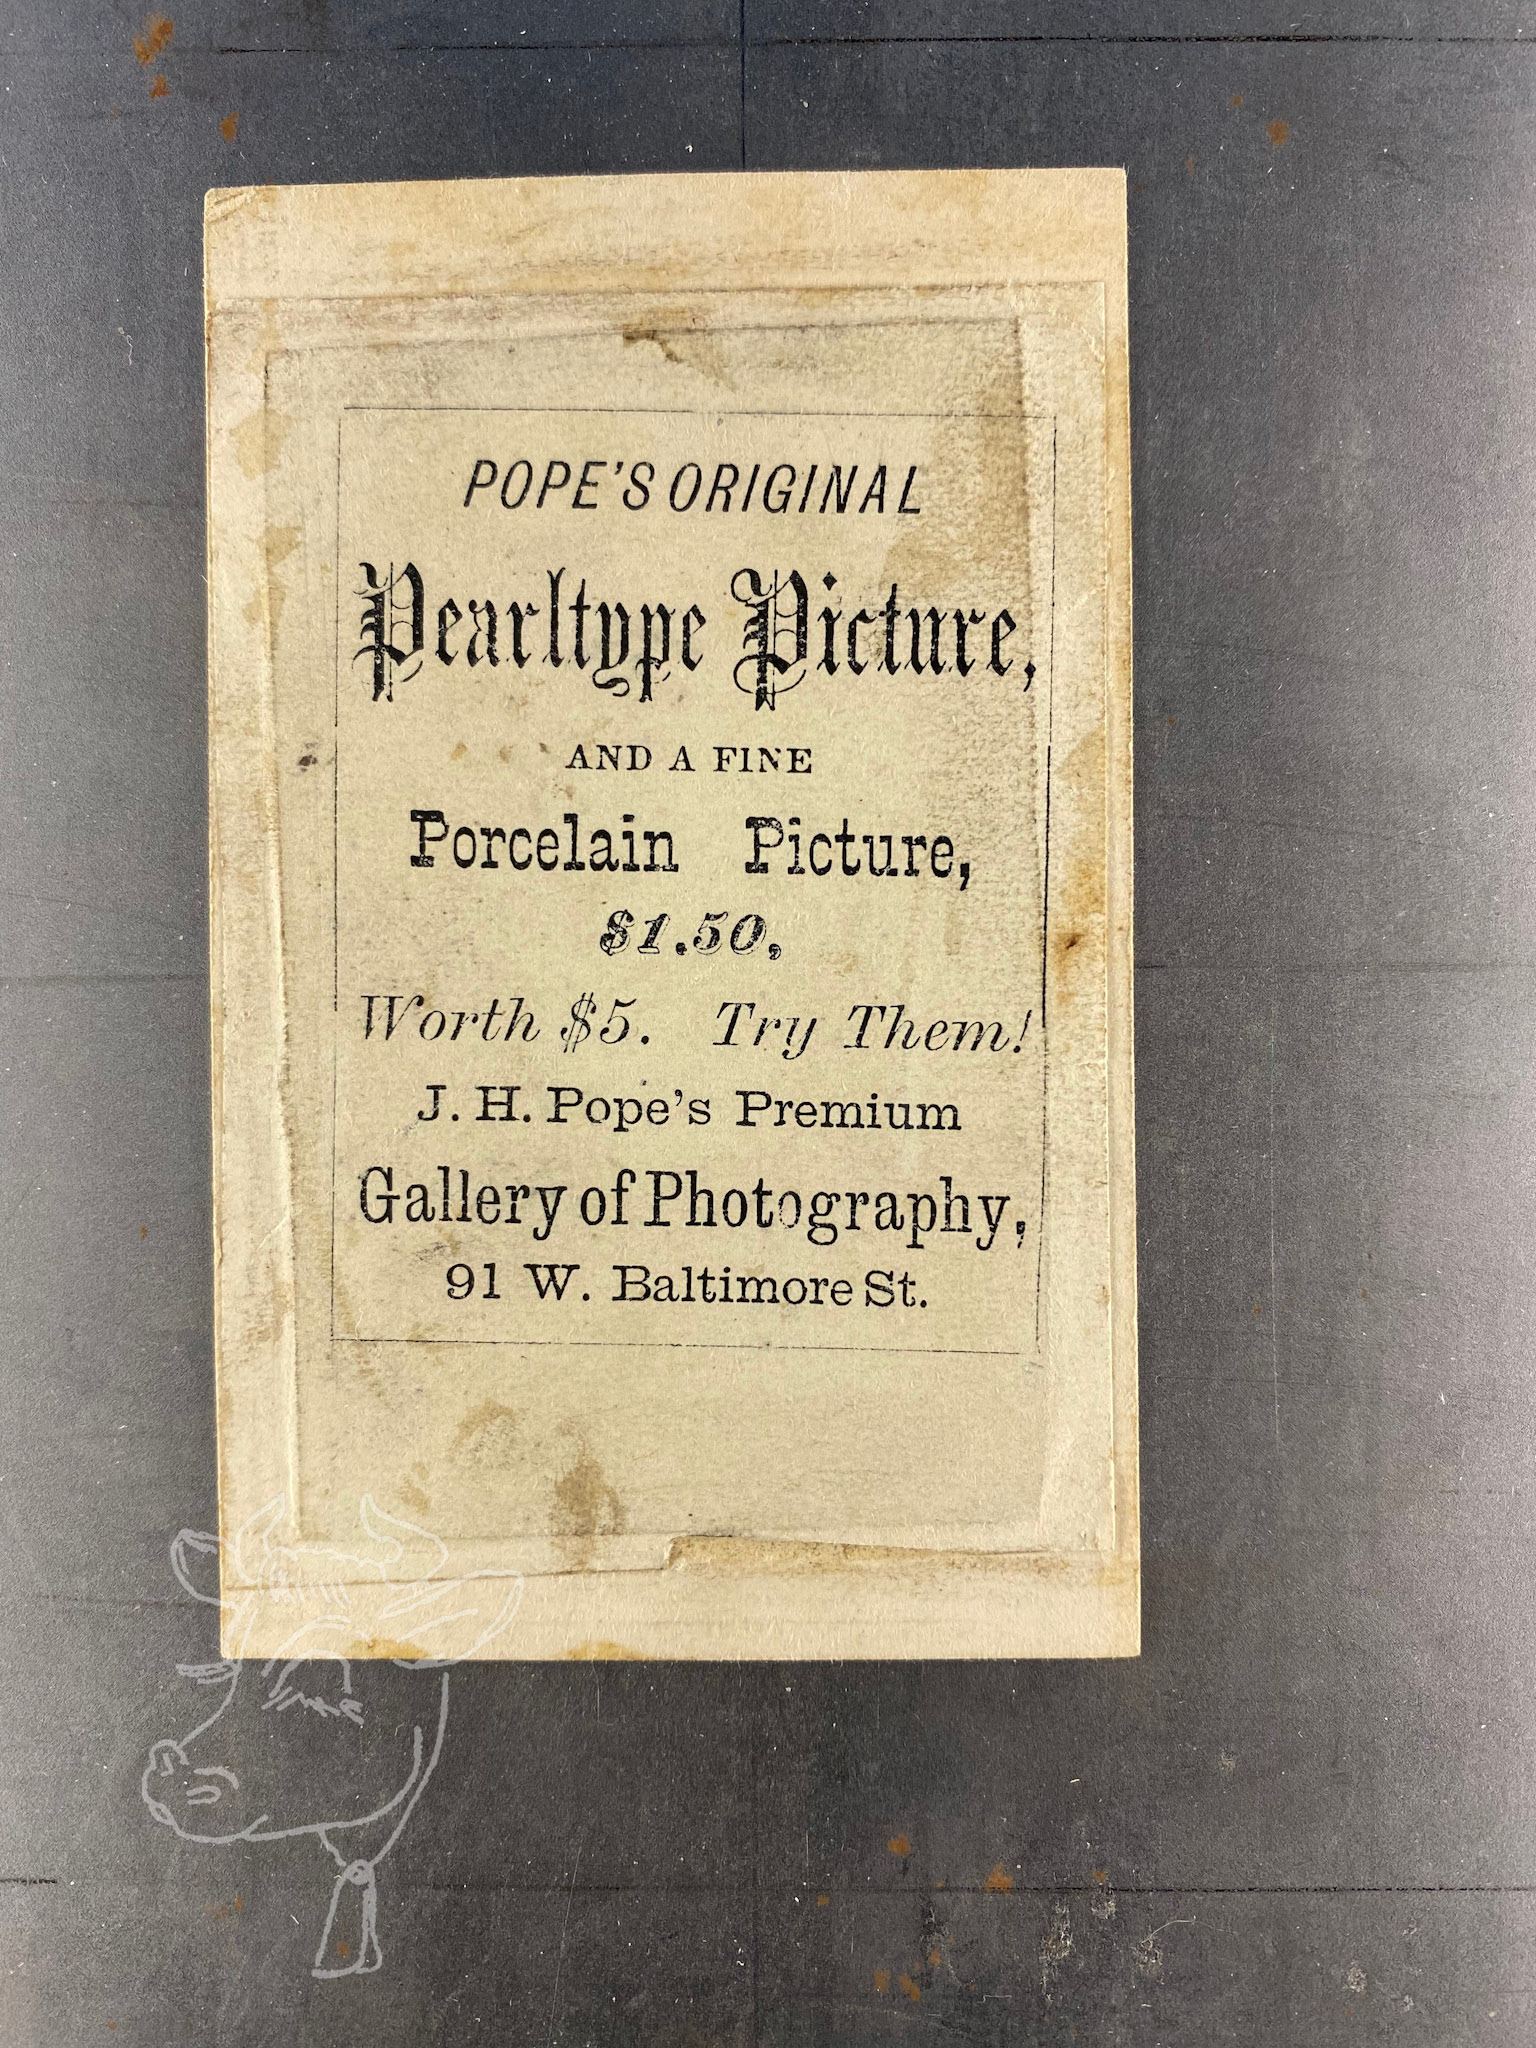 POPE'S ORIGINAL
Pearltype Picture,
AND A FINE
Porcelain Picture,
$1.50,
Worth $5. Try Them!
J. H. Pope's Premium
Gallery of Photography,
91 W. Baltimore St.